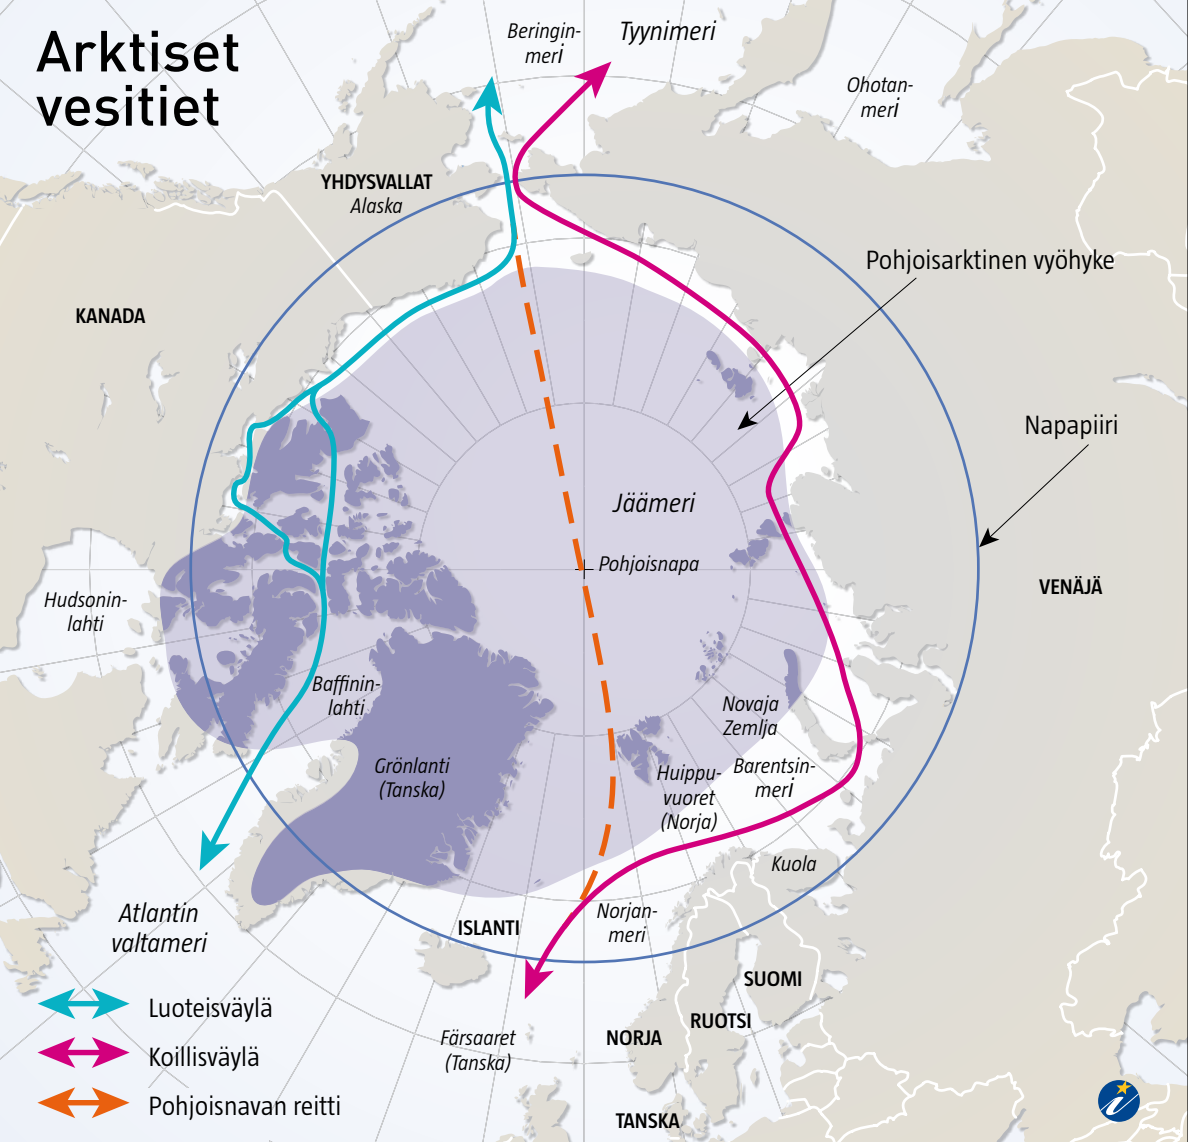 Arktiset
vesitiet
Beringin-
meri
Tyynimeri
Ohotan-
meri
YHDYSVALLAT
Alaska
KANADA
Pohjoisarktinen vyöhyke
Napapiiri
Jäämeri
Pohjoisnapa
VENÄJÄ
Hudsonin-
lahti
Baffinin-
lahti
Novaja
Zemlja
Grönlanti
(Tanska)
Huippu-
vuoret
(Norja)
Barentsin-
meri
Kuola
Atlantin
valtameri
ISLANTI
Norjan-
meri
SUOMI
RUOTSI
NORJA
Färsaaret
(Tanska)
TANSKA
Luoteisväylä
Koillisväylä
Pohjoisnavan reitti
i